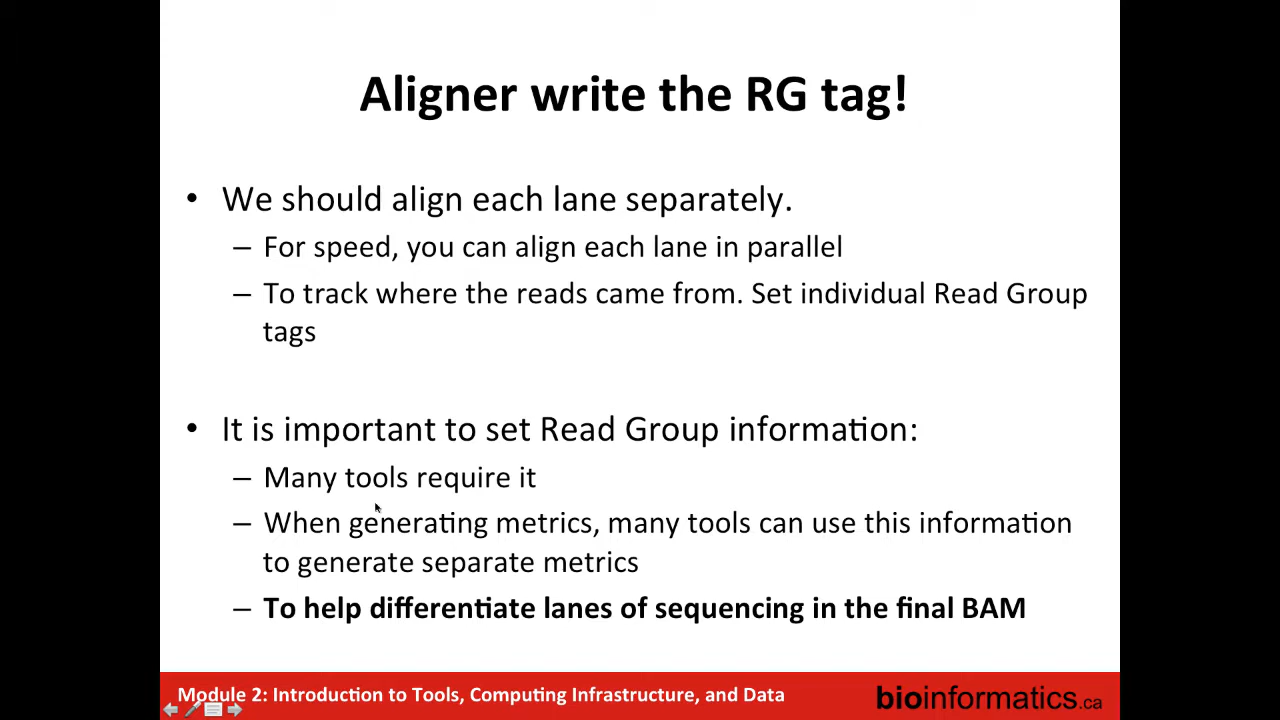 Aligner write the RG tag!
• We should align each lane separately.
– For speed, you can align each lane in parallel
– To track where the reads came from. Set individual Read Group
tags
• It is important to set Read Group information:
– Many tools require it
– When generating metrics, many tools can use this information
to generate separate metrics
– To help differentiate lanes of sequencing in the final BAM
Module 2: Introduction to Tools, Computing Infrastructure, and Data
bioinformatics.ca